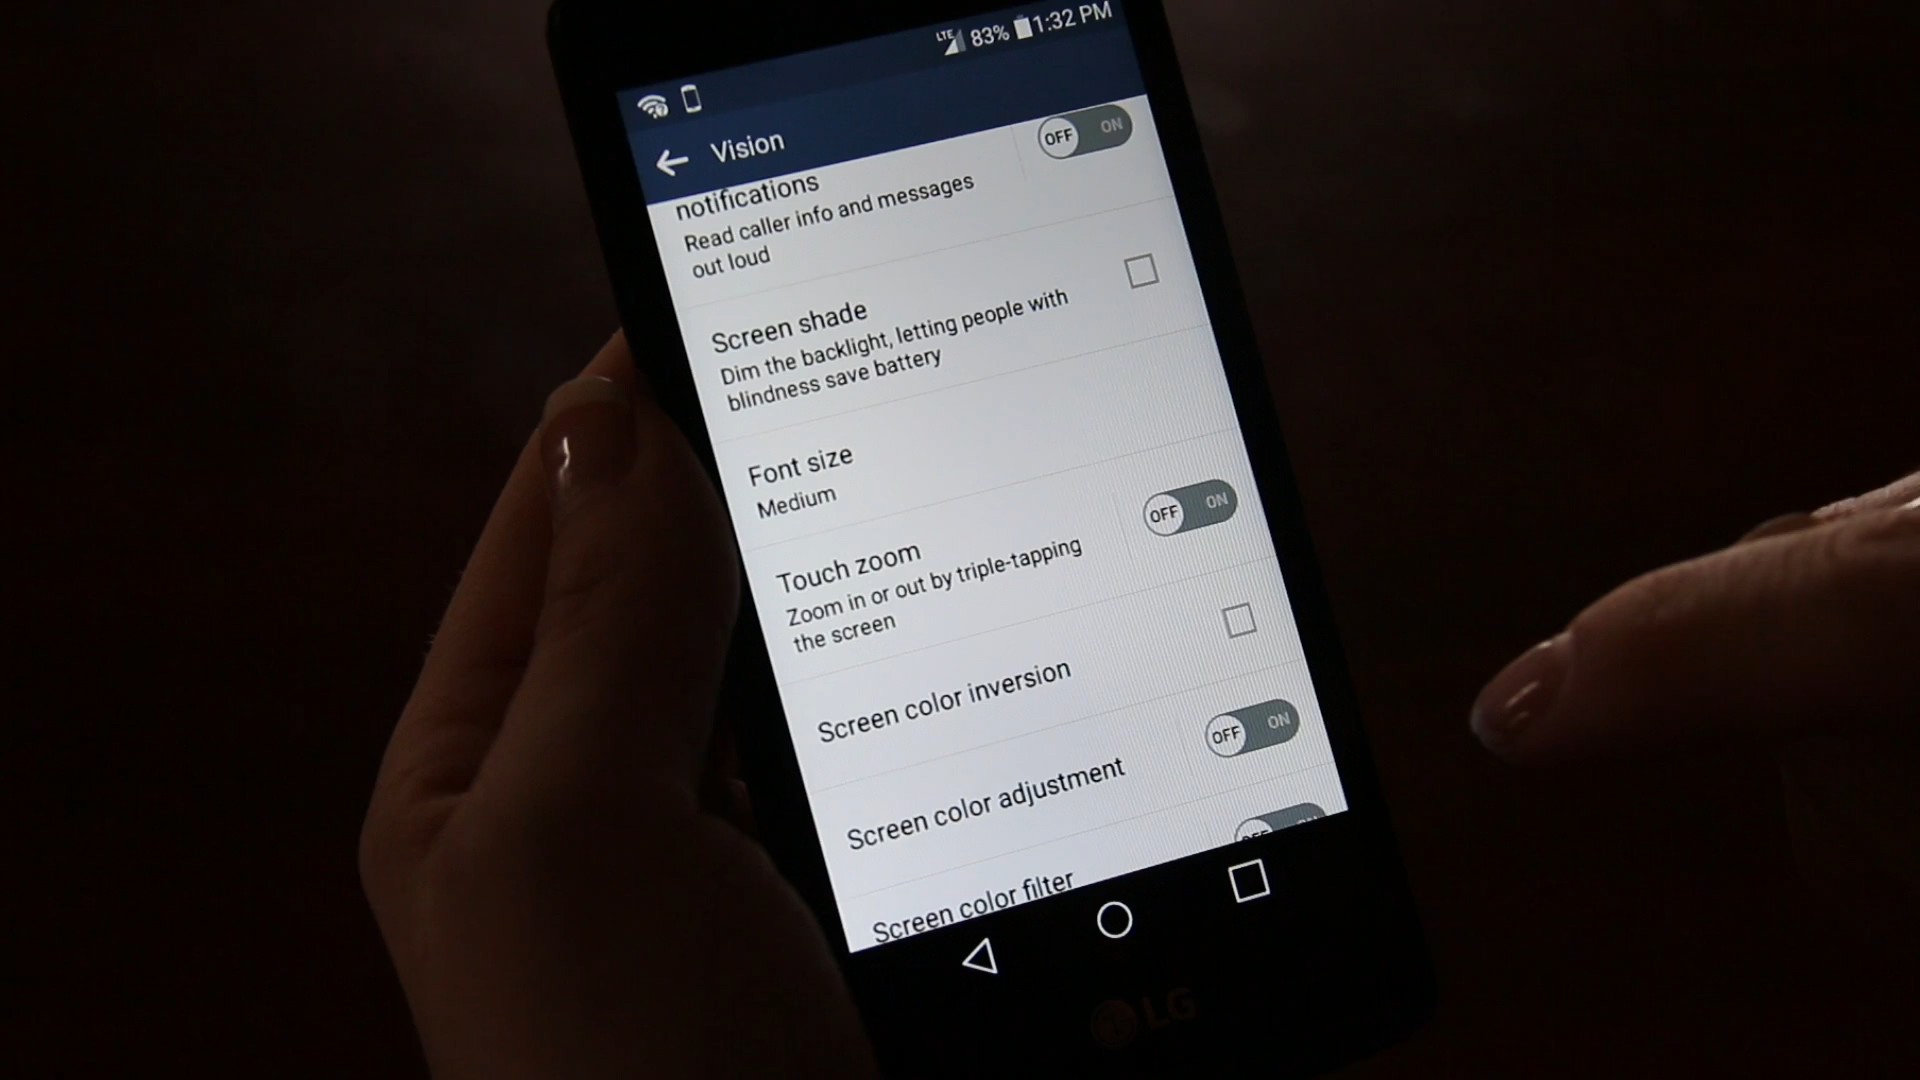 LTE 83% 1:32 PM
Vision
notifications
OFF ON
Read caller info and messages
out loud
Screen shade
Dim the backlight, letting people with
blindness save battery
Font size
Medium
Touch zoom
OFF ON
Zoom in or out by triple-tapping
the screen
Screen color inversion
Screen color adjustment
OFF ON
Screen color filter
OFF ON
LG